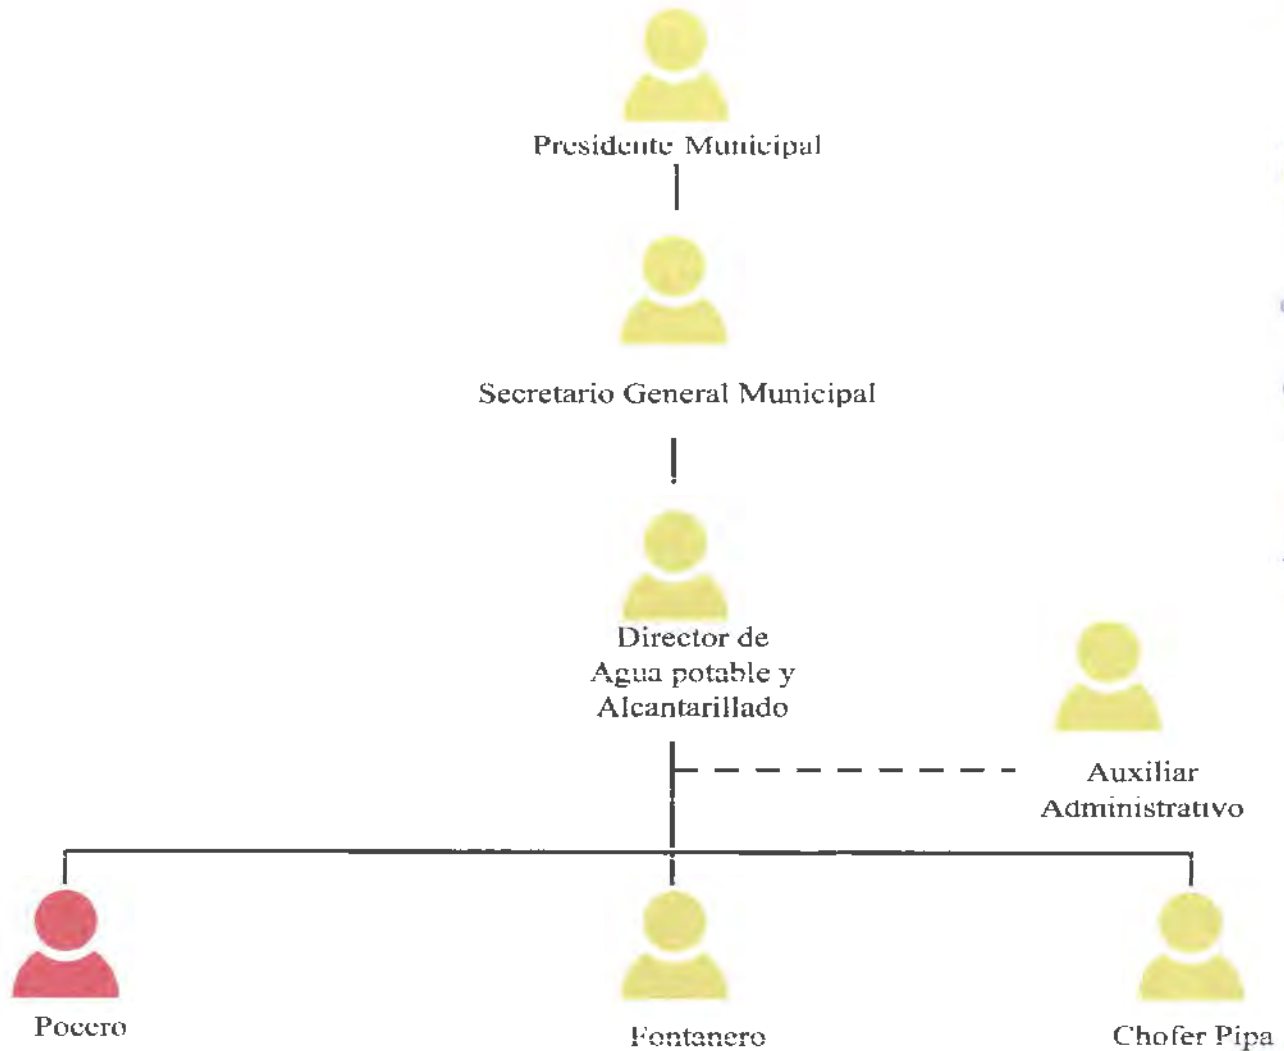 Presidente Municipal
Secretario General Municipal
Director de
Agua potable y
Alcantarillado
Auxiliar
Administrativo
Pocero
Fontanero
Chofer Pipa